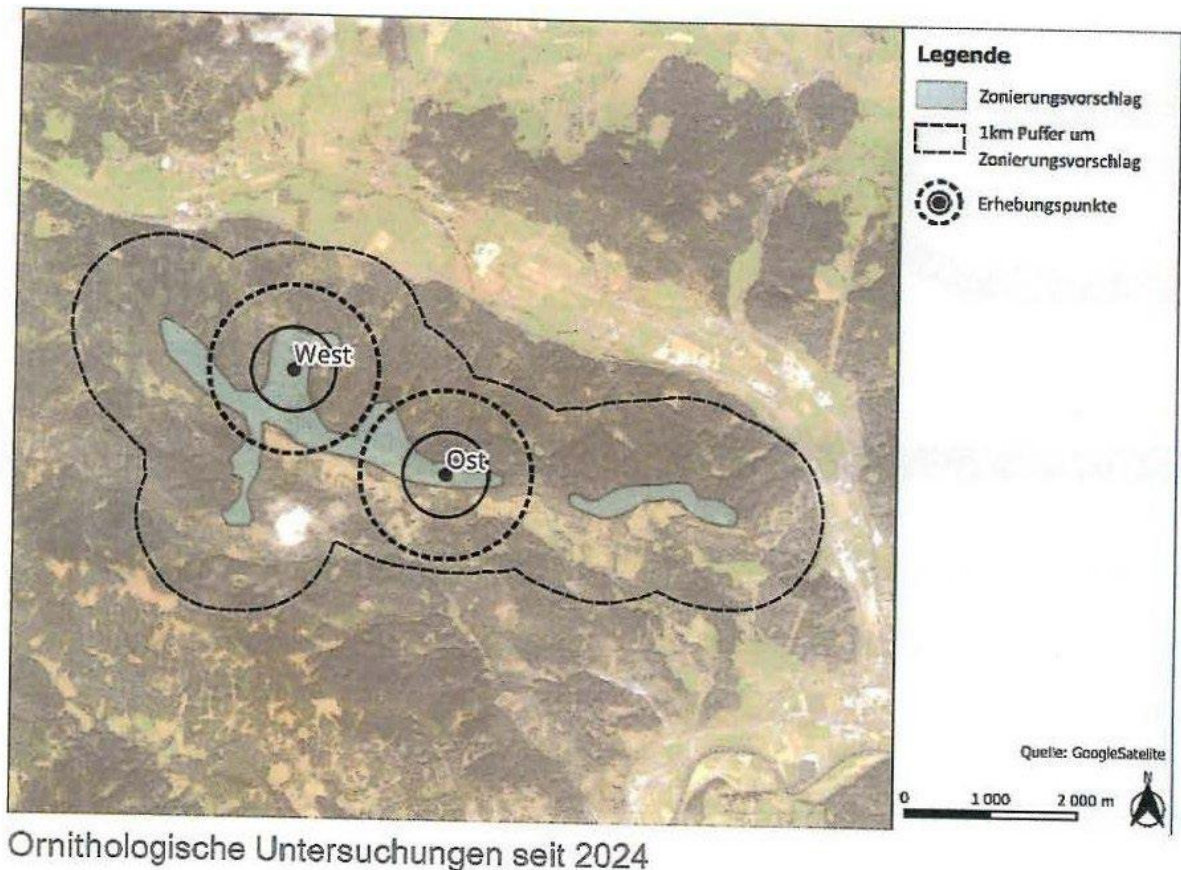 Legende
Zonierungsvorschlag
1km Puffer um
Zonierungsvorschlag
Erhebungspunkte
West
Ost
Quelle: GoogleSatelite
N
0 1 000 2 000 m
Ornithologische Untersuchungen seit 2024